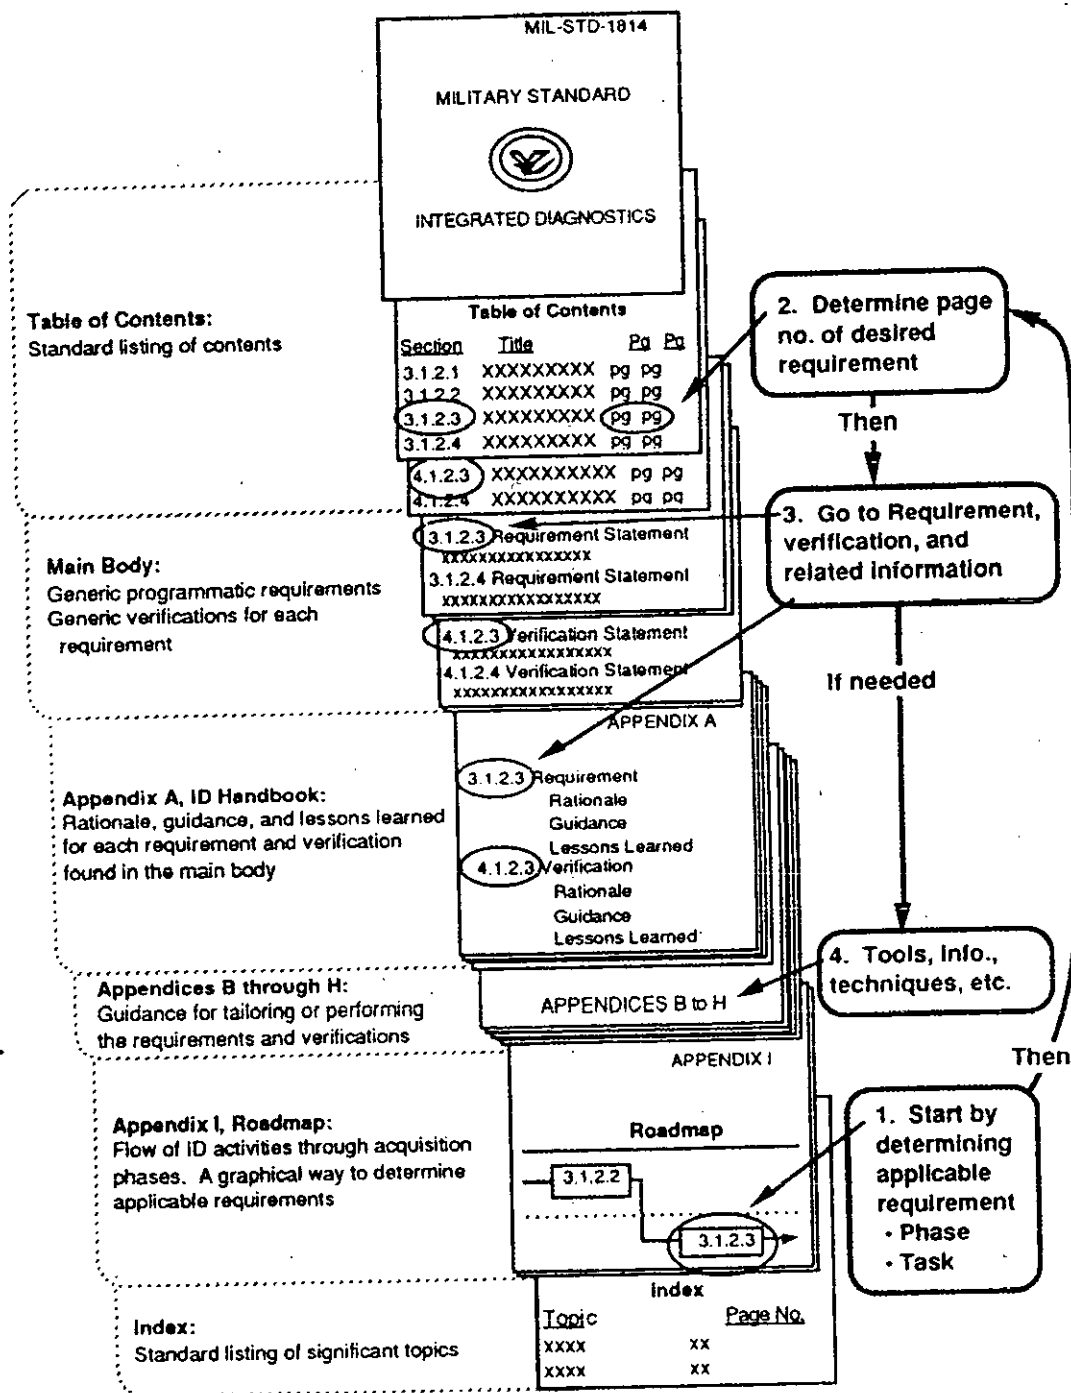 MIL-STD-1814
MILITARY STANDARD
INTEGRATED DIAGNOSTICS
Table of Contents:
Standard listing of contents
Table of Contents
Section Title Pg Pg
3.1.2.1 XXXXXXXXX pg pg
3.1.2.2 XXXXXXXXX pg pg
3.1.2.3 XXXXXXXXX pg pg
3.1.2.4 XXXXXXXXX pg pg
4.1.2.3 XXXXXXXXXX pg pg
4.1.2.4 XXXXXXXXXX pg pg
2. Determine page
no. of desired
requirement
Then
Main Body:
Generic programmatic requirements
Generic verifications for each
requirement
3.1.2.3 Requirement Statement
xxxxxxxxxxxxxxxxx
3.1.2.4 Requirement Statement
xxxxxxxxxxxxxxxxx
4.1.2.3 Verification Statement
xxxxxxxxxxxxxxxxx
4.1.2.4 Verification Statement
xxxxxxxxxxxxxxxxx
3. Go to Requirement,
verification, and
related information
If needed
Appendix A, ID Handbook:
Rationale, guidance, and lessons learned
for each requirement and verification
found in the main body
APPENDIX A
3.1.2.3 Requirement
Rationale
Guidance
Lessons Learned
4.1.2.3 Verification
Rationale
Guidance
Lessons Learned
Appendices B through H:
Guidance for tailoring or performing
the requirements and verifications
APPENDICES B to H
4. Tools, info.,
techniques, etc.
Then
Appendix I, Roadmap:
Flow of ID activities through acquisition
phases. A graphical way to determine
applicable requirements
APPENDIX I
Roadmap
3.1.2.2
3.1.2.3
1. Start by
determining
applicable
requirement
• Phase
• Task
Index:
Standard listing of significant topics
Index
Topic Page No.
xxxx xx
xxxx xx